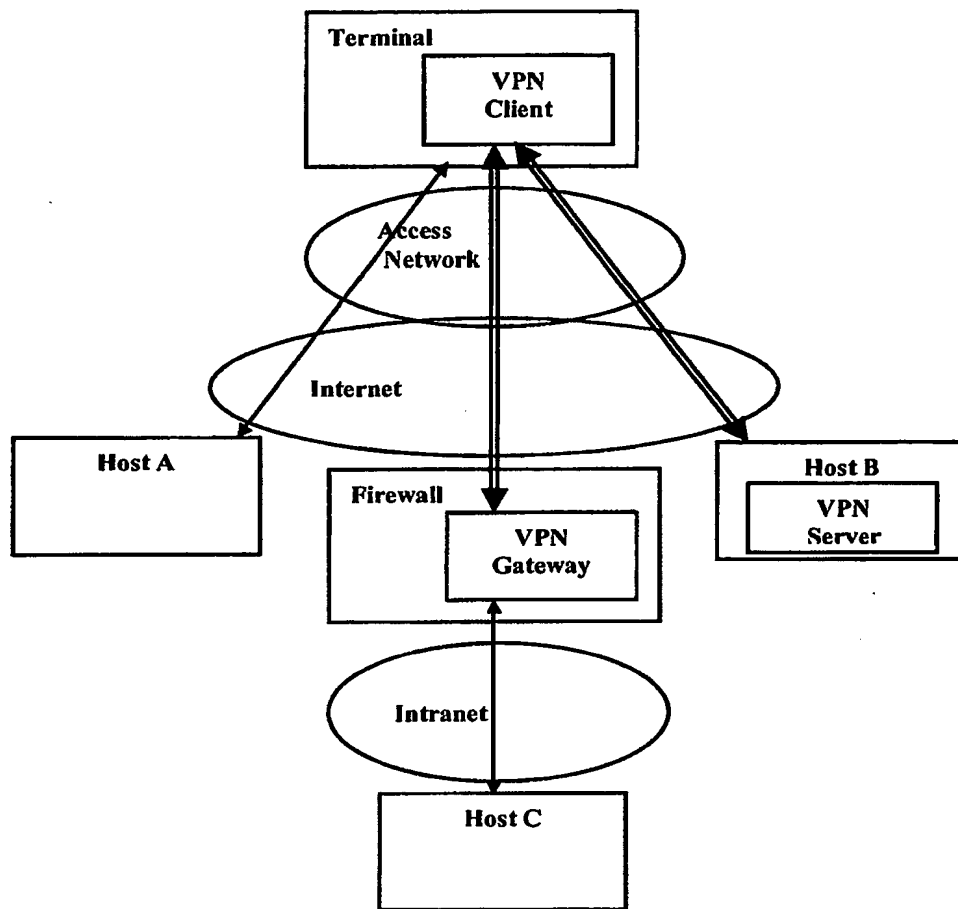 Terminal
VPN
Client
Access
Network
Internet
Host A
Firewall
VPN
Gateway
Host B
VPN
Server
Intranet
Host C